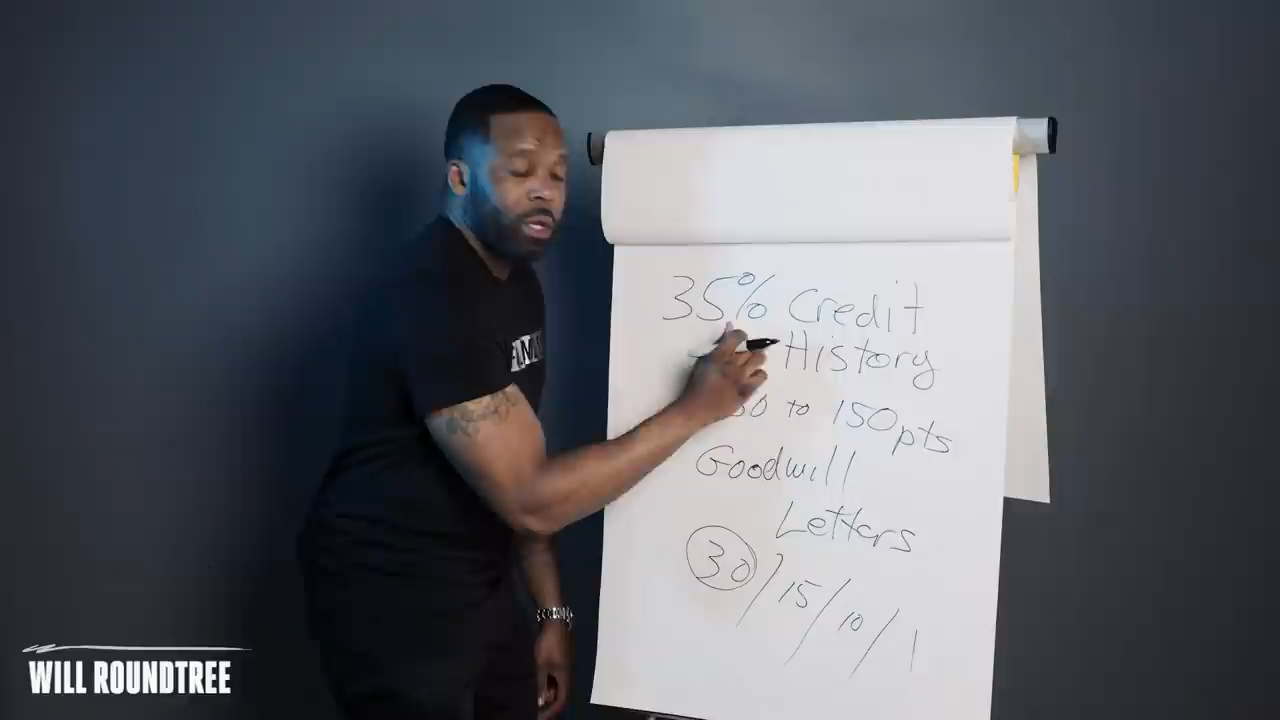 35% Credit
History
to 150pts
Goodwill
Letters
30/15/10/1
WILL ROUNDTREE